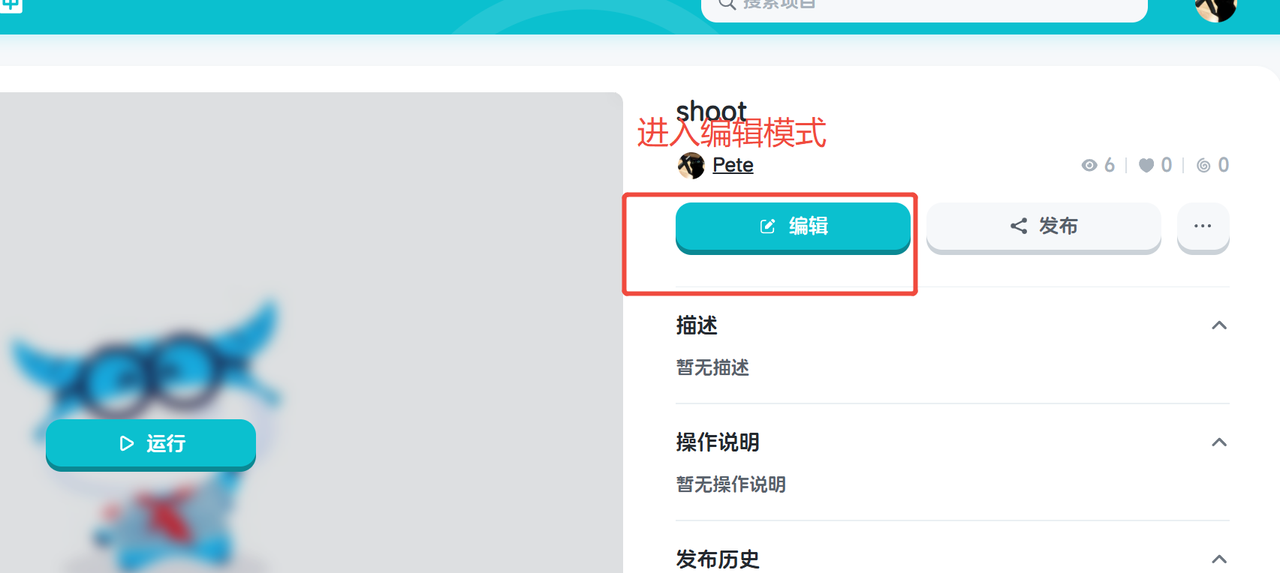 中
搜索项目
shoot
进入编辑模式
Pete
6
0
0
编辑
发布
描述
暂无描述
运行
操作说明
暂无操作说明
发布历史